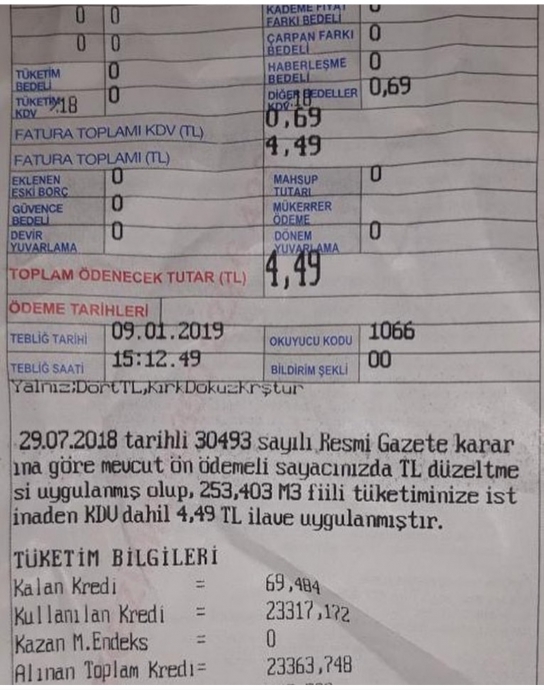 KADEME FİYAT FARKI BEDELİ 0
0 0
ÇARPAN FARKI BEDELİ 0
0 0
HABERLEŞME BEDELİ 0
TÜKETİM BEDELİ 0
DİĞER BEDELLER KDV %18 0,69
TÜKETİM KDV %18 0
FATURA TOPLAMI KDV (TL) 0,69
FATURA TOPLAMI (TL) 4,49
EKLENEN ESKİ BORÇ 0 MAHSUP TUTARI 0
GÜVENCE BEDELİ 0 MÜKERRER ÖDEME
DEVİR YUVARLAMA 0 DÖNEM YUVARLAMA 0
TOPLAM ÖDENECEK TUTAR (TL) 4,49
ÖDEME TARİHLERİ
TEBLİĞ TARİHİ 09.01.2019 OKUYUCU KODU 1066
TEBLİĞ SAATİ 15:12.49 BİLDİRİM ŞEKLİ 00
Yalnız:DörtTL,KırkDokuzKrştur
29.07.2018 tarihli 30493 sayılı Resmi Gazete karar
ına göre mevcut ön ödemeli sayacınızda TL düzeltme
si uygulanmış olup, 253,403 M3 fiili tüketiminize ist
inaden KDV dahil 4,49 TL ilave uygulanmıştır.
TÜKETİM BİLGİLERİ
Kalan Kredi = 69,484
Kullanılan Kredi = 23317,172
Kazan M.Endeks = 0
Alınan Toplam Kredi= 23363,748